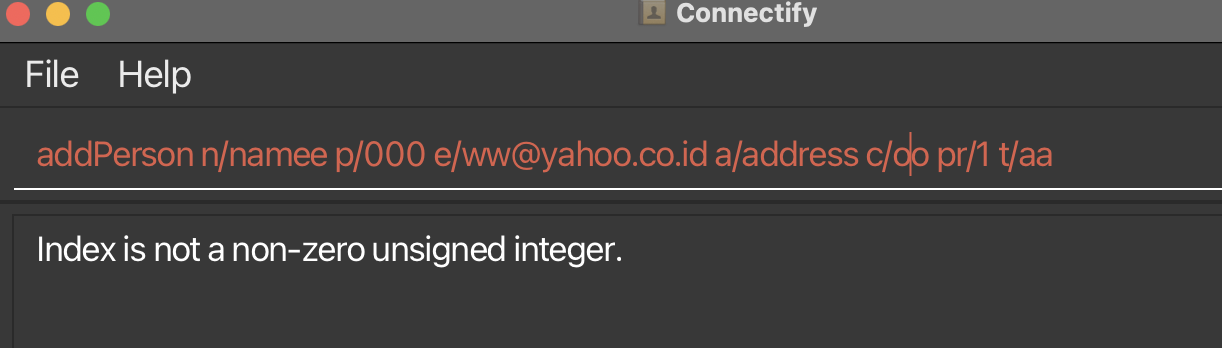 Connectify
File Help
addPerson n/namee p/000 e/ww@yahoo.co.id a/address c/oo pr/1 t/aa
Index is not a non-zero unsigned integer.